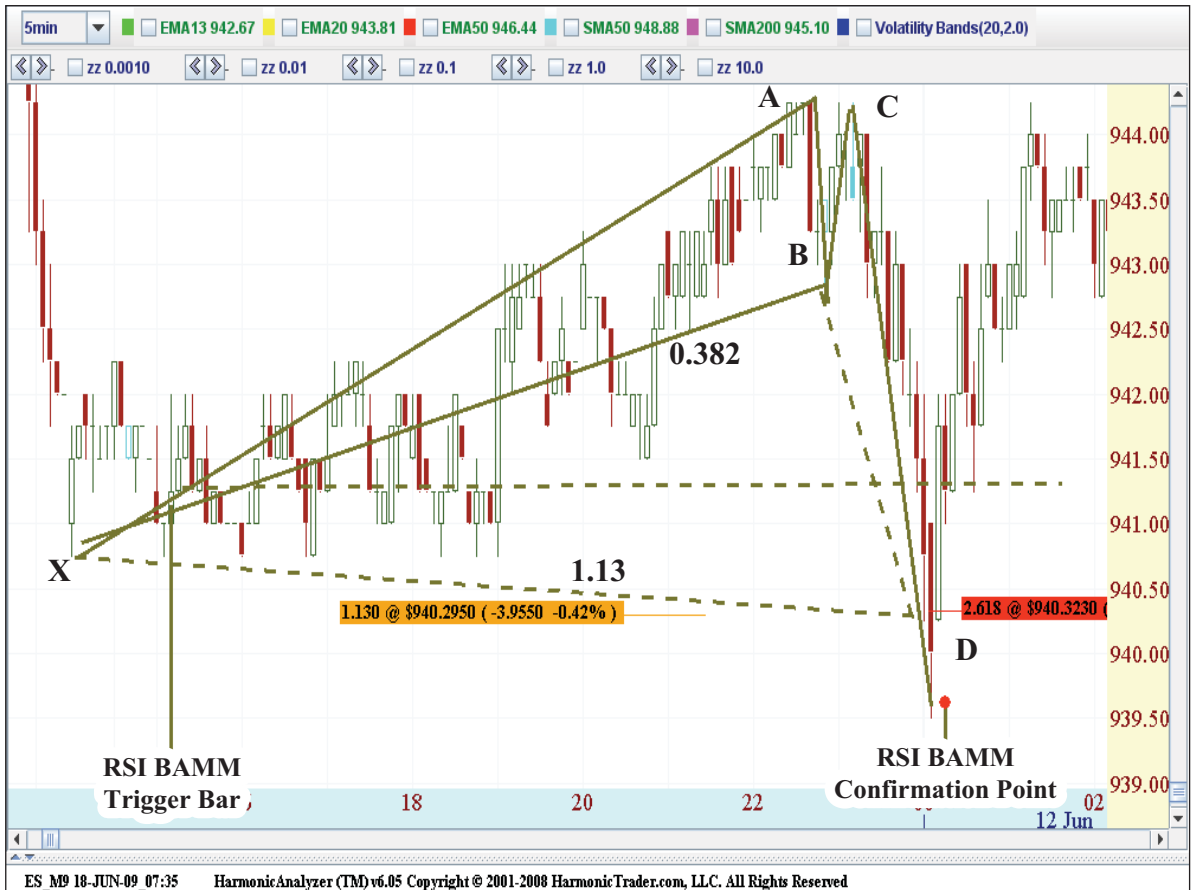 5min EMA13 942.67 EMA20 943.81 EMA50 946.44 SMA50 948.88 SMA200 945.10 Volatility Bands(20,2.0)
zz 0.0010 zz 0.01 zz 0.1 zz 1.0 zz 10.0
A
C
944.00
943.50
B
943.00
942.50
0.382
942.00
941.50
941.00
X
1.13
940.50
1.130 @ $940.2950 ( -3.9550 -0.42% )
2.618 @ $940.3230 (
D
940.00
939.50
RSI BAMM
Trigger Bar
RSI BAMM
Confirmation Point
939.00
18 20 22 02
12 Jun
ES_M9 18-JUN-09_07:35 HarmonicAnalyzer (TM) v6.05 Copyright © 2001-2008 HarmonicTrader.com, LLC. All Rights Reserved